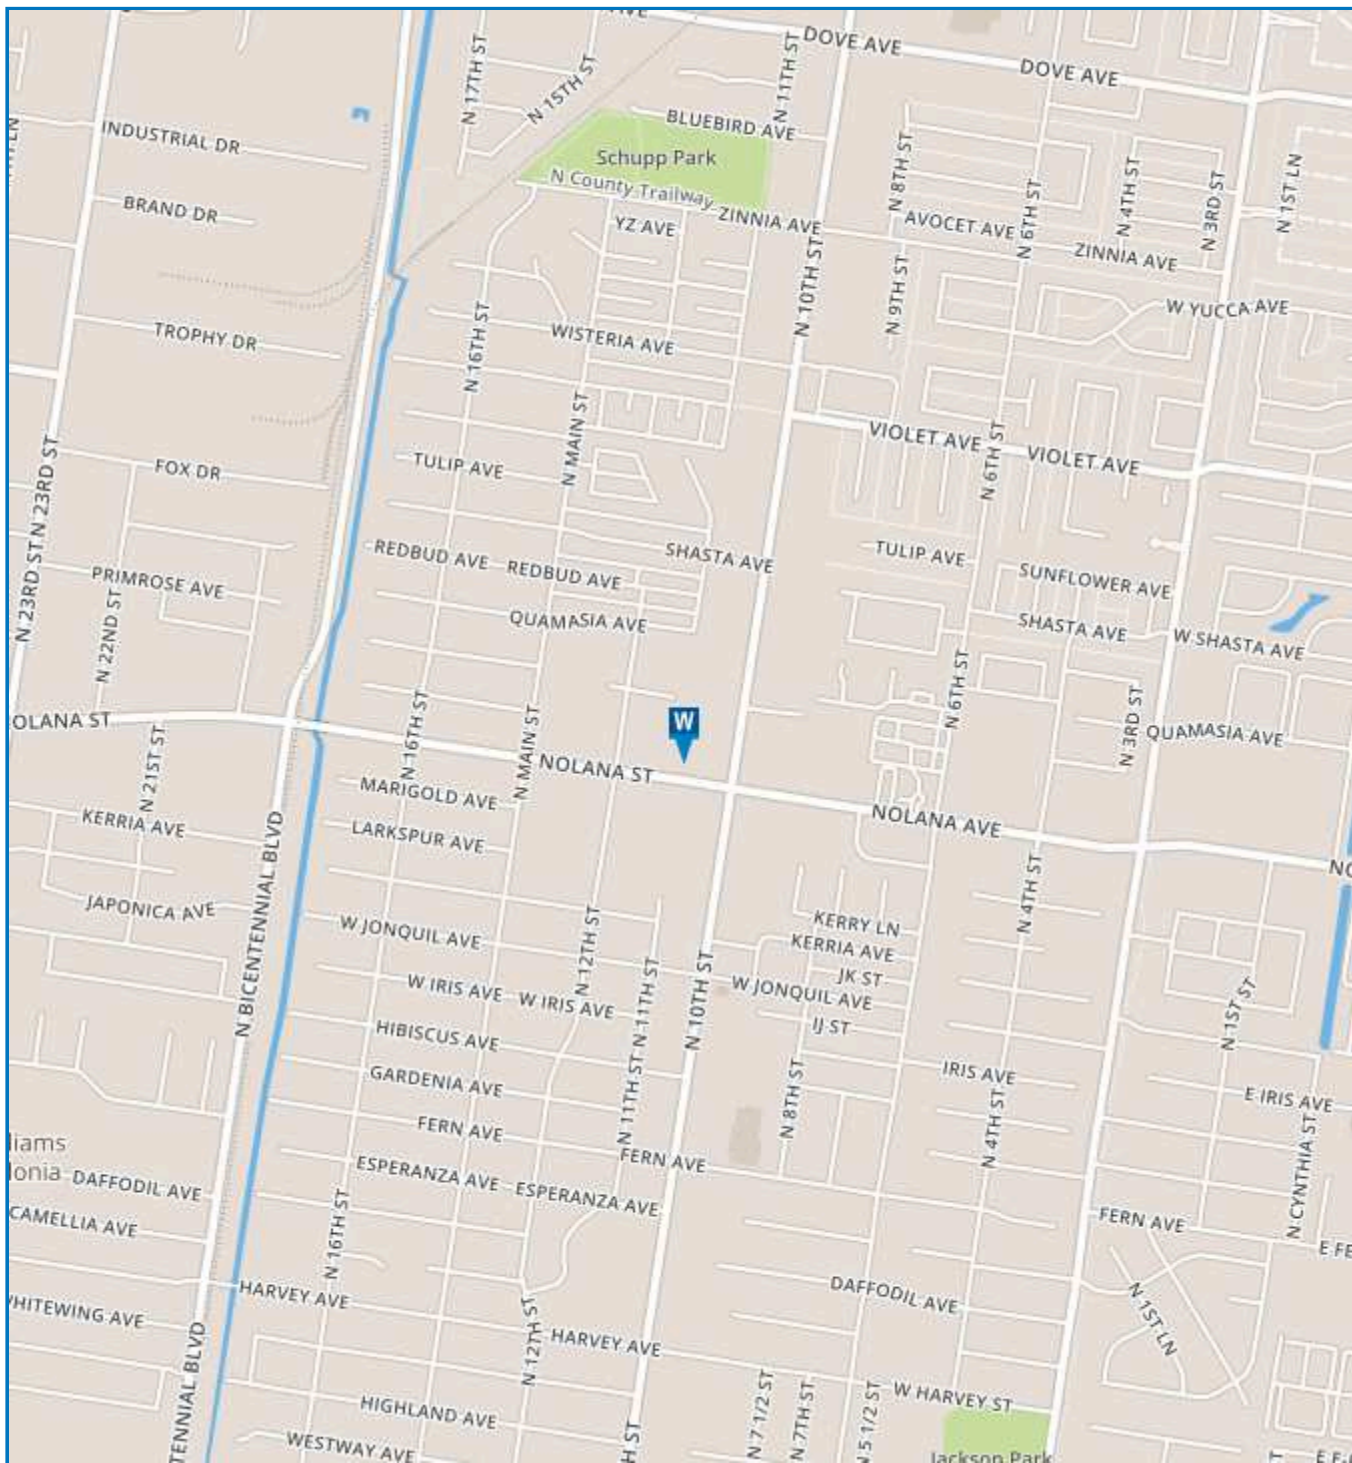 DOVE AVE
DOVE AVE
N 17TH ST
N 15TH ST
N 11TH ST
BLUEBIRD AVE
INDUSTRIAL DR
Schupp Park
N County Trailway
N 8TH ST
N 4TH ST
N 3RD ST
N 1ST LN
BRAND DR
YZ AVE
ZINNIA AVE
AVOCET AVE
N 6TH ST
ZINNIA AVE
N 10TH ST
N 9TH ST
W YUCCA AVE
TROPHY DR
N 16TH ST
WISTERIA AVE
N MAIN ST
VIOLET AVE
VIOLET AVE
N 6TH ST
N 23RD ST
N 23RD ST
FOX DR
TULIP AVE
REDBUD AVE
REDBUD AVE
SHASTA AVE
TULIP AVE
SUNFLOWER AVE
PRIMROSE AVE
N 22ND ST
QUAMASIA AVE
SHASTA AVE
W SHASTA AVE
N 6TH ST
N 3RD ST
OLANA ST
N 21ST ST
N 16TH ST
N MAIN ST
W
QUAMASIA AVE
NOLANA ST
MARIGOLD AVE
NOLANA AVE
KERRIA AVE
LARKSPUR AVE
N BICENTENNIAL BLVD
NO
N 4TH ST
JAPONICA AVE
W JONQUIL AVE
N 12TH ST
KERRY LN
KERRIA AVE
JK ST
W IRIS AVE
W IRIS AVE
N 11TH ST
N 10TH ST
W JONQUIL AVE
IJ ST
N 1ST ST
HIBISCUS AVE
GARDENIA AVE
N 11TH ST
N 8TH ST
IRIS AVE
N 4TH ST
E IRIS AVE
FERN AVE
FERN AVE
liams
lonia
DAFFODIL AVE
ESPERANZA AVE
ESPERANZA AVE
N CYNTHIA ST
CAMELLIA AVE
N 16TH ST
FERN AVE
E FE
HARVEY AVE
DAFFODIL AVE
N 1ST LN
HITEWING AVE
N 12TH ST
HARVEY AVE
TENNIAL BLVD
N 7 1/2 ST
N 7TH ST
N 5 1/2 ST
W HARVEY ST
HIGHLAND AVE
H ST
WESTWAY AVE
Jackson Park